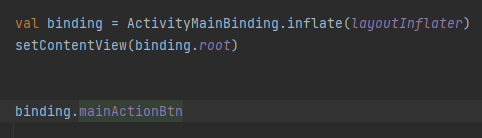 val binding = ActivityMainBinding.inflate(layoutInflater)
setContentView(binding.root)
binding.mainActionBtn